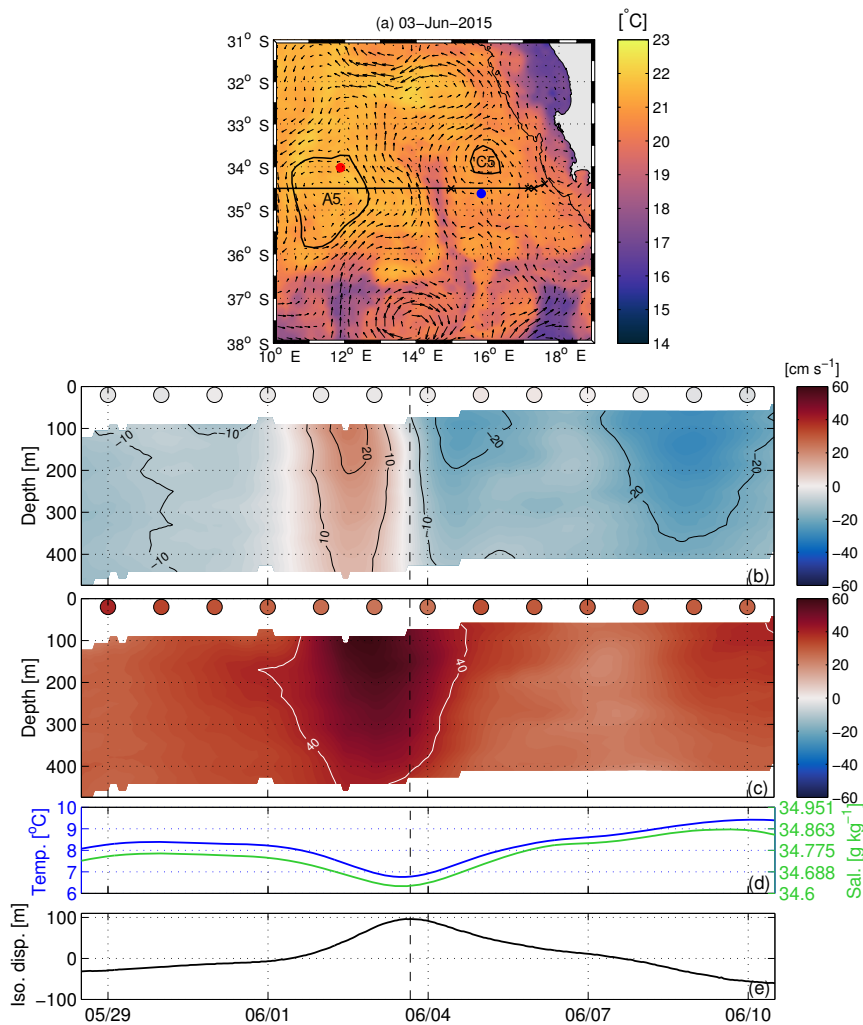 (a) 03−Jun−2015
[°C]
31° S
32° S
33° S
34° S
35° S
36° S
37° S
38° S
10° E
12° E
14° E
16° E
18° E
A5
C5
23
22
21
20
19
18
17
16
15
14
[cm s⁻¹]
Depth [m]
0
100
200
300
400
−10
−10
−10
10
20
10
−10
−20
−20
−20
(b)
60
40
20
0
−20
−40
−60
Depth [m]
0
100
200
300
400
40
40
(c)
60
40
20
0
−20
−40
−60
Temp. [°C]
10
9
8
7
6
(d)
34.951
34.863
34.775
34.688
34.6
Sal. [g kg⁻¹]
Iso. disp. [m]
100
0
−100
(e)
05/29
06/01
06/04
06/07
06/10